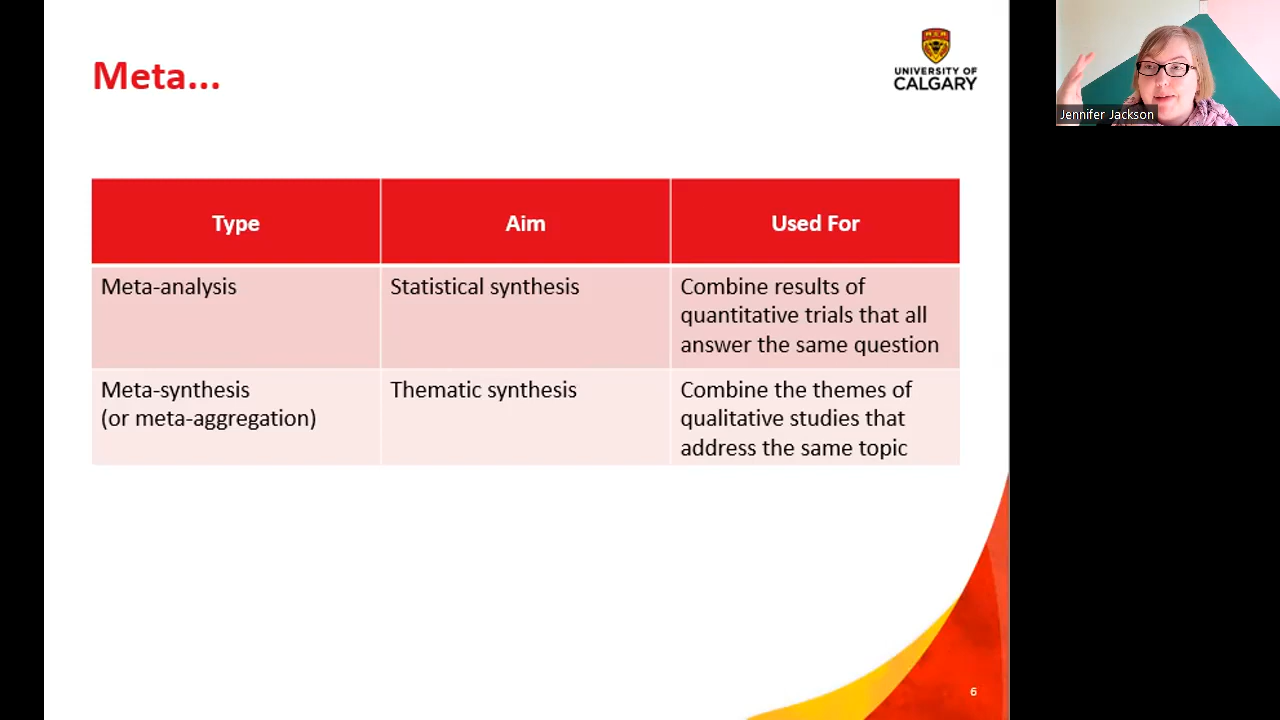 Meta...
UNIVERSITY OF
CALGARY
Jennifer Jackson
Type
Aim
Used For
Meta-analysis
Statistical synthesis
Combine results of
quantitative trials that all
answer the same question
Meta-synthesis
(or meta-aggregation)
Thematic synthesis
Combine the themes of
qualitative studies that
address the same topic
6